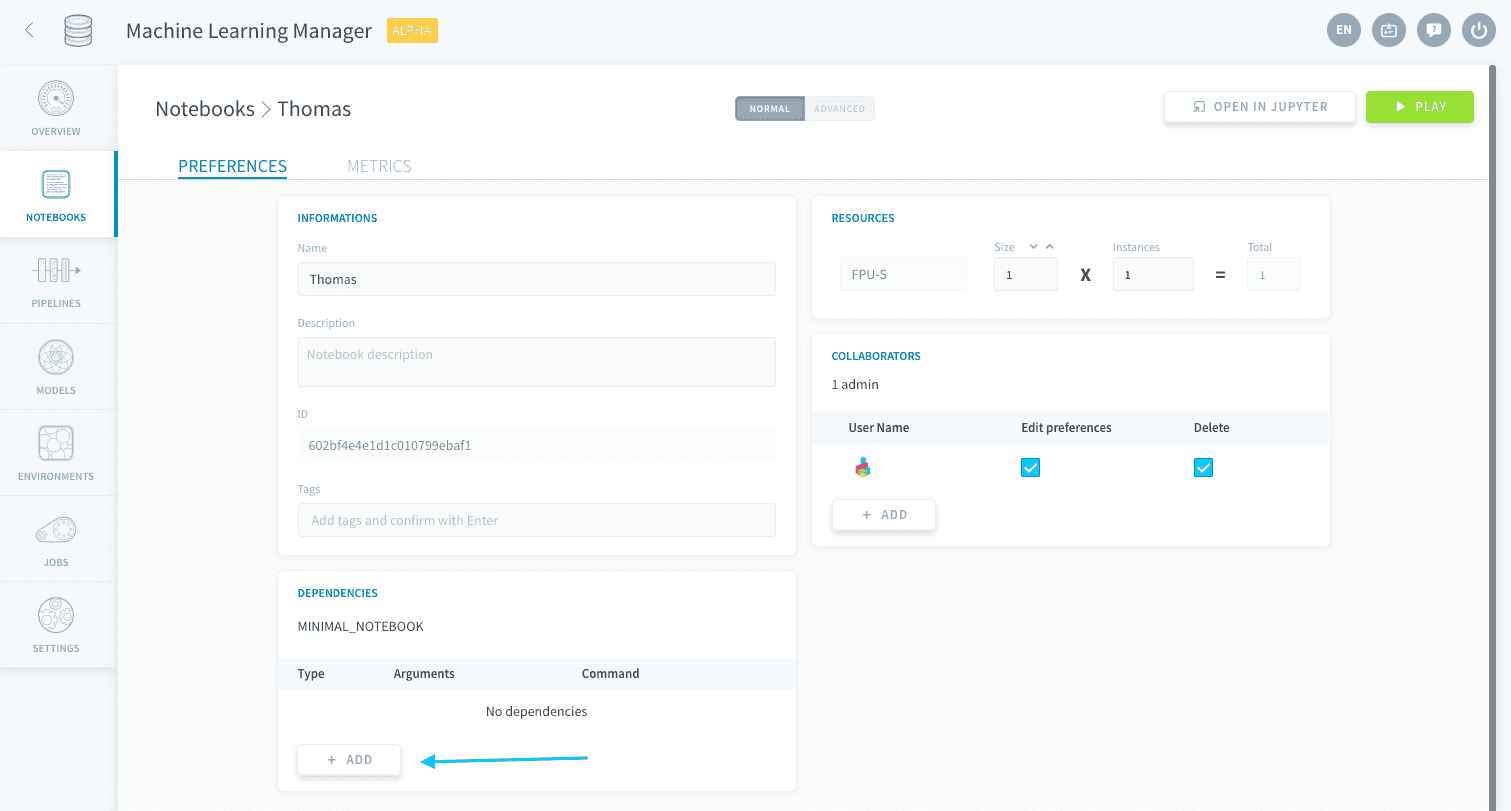 Machine Learning Manager
ALPHA
EN
OVERVIEW
NOTEBOOKS
PIPELINES
MODELS
ENVIRONMENTS
JOBS
SETTINGS
Notebooks > Thomas
NORMAL
ADVANCED
OPEN IN JUPYTER
PLAY
PREFERENCES
METRICS
INFORMATIONS
Name
Thomas
Description
Notebook description
ID
602bf4e4e1d1c010799ebaf1
Tags
Add tags and confirm with Enter
DEPENDENCIES
MINIMAL_NOTEBOOK
Type Arguments Command
No dependencies
+ ADD
RESOURCES
Size Instances Total
FPU-S 1 X 1 = 1
COLLABORATORS
1 admin
User Name Edit preferences Delete
+ ADD